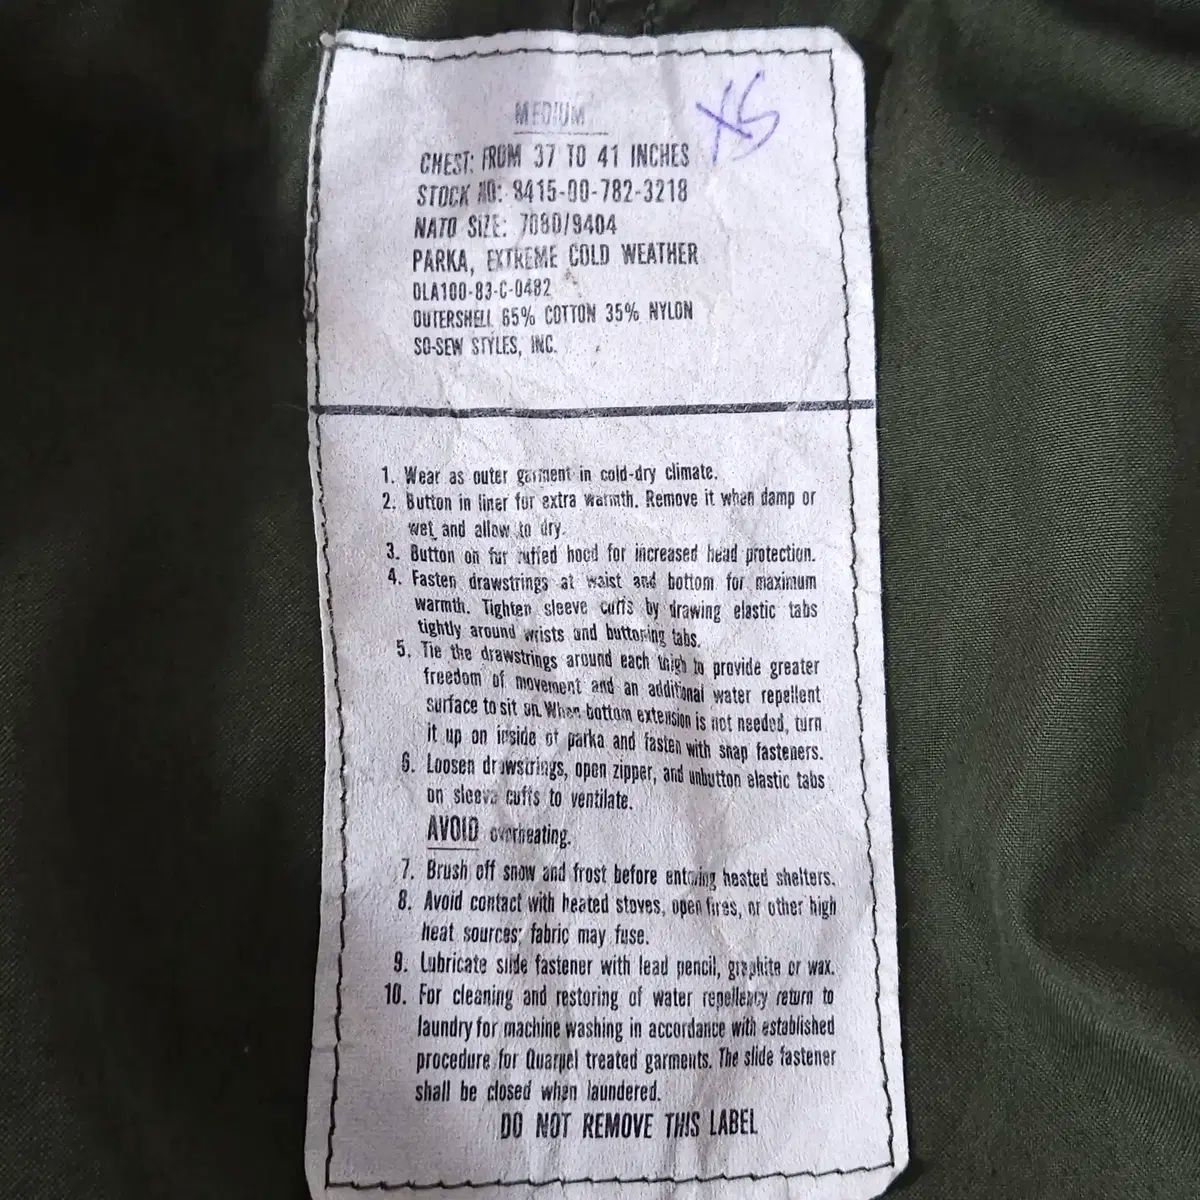 MEDIUM
XS
CHEST: FROM 37 TO 41 INCHES
STOCK NO: 8415-00-782-3218
NATO SIZE: 7080/9404
PARKA, EXTREME COLD WEATHER
DLA100-83-C-0482
OUTERSHELL 65% COTTON 35% NYLON
SO-SEW STYLES, INC.
1. Wear as outer garment in cold-dry climate.
2. Button in liner for extra warmth. Remove it when damp or
wet and allow to dry.
3. Button on fur ruffed hood for increased head protection.
4. Fasten drawstrings at waist and bottom for maximum
warmth. Tighten sleeve cuffs by drawing elastic tabs
tightly around wrists and buttoning tabs.
5. Tie the drawstrings around each thigh to provide greater
freedom of movement and an additional water repellent
surface to sit on. When bottom extension is not needed, turn
it up on inside of parka and fasten with snap fasteners.
6. Loosen drawstrings, open zipper, and unbutton elastic tabs
on sleeve cuffs to ventilate.
AVOID overheating.
7. Brush off snow and frost before entering heated shelters.
8. Avoid contact with heated stoves, open fires, or other high
heat sources; fabric may fuse.
9. Lubricate slide fastener with lead pencil, graphite or wax.
10. For cleaning and restoring of water repellency return to
laundry for machine washing in accordance with established
procedure for Quarpel treated garments. The slide fastener
shall be closed when laundered.
DO NOT REMOVE THIS LABEL